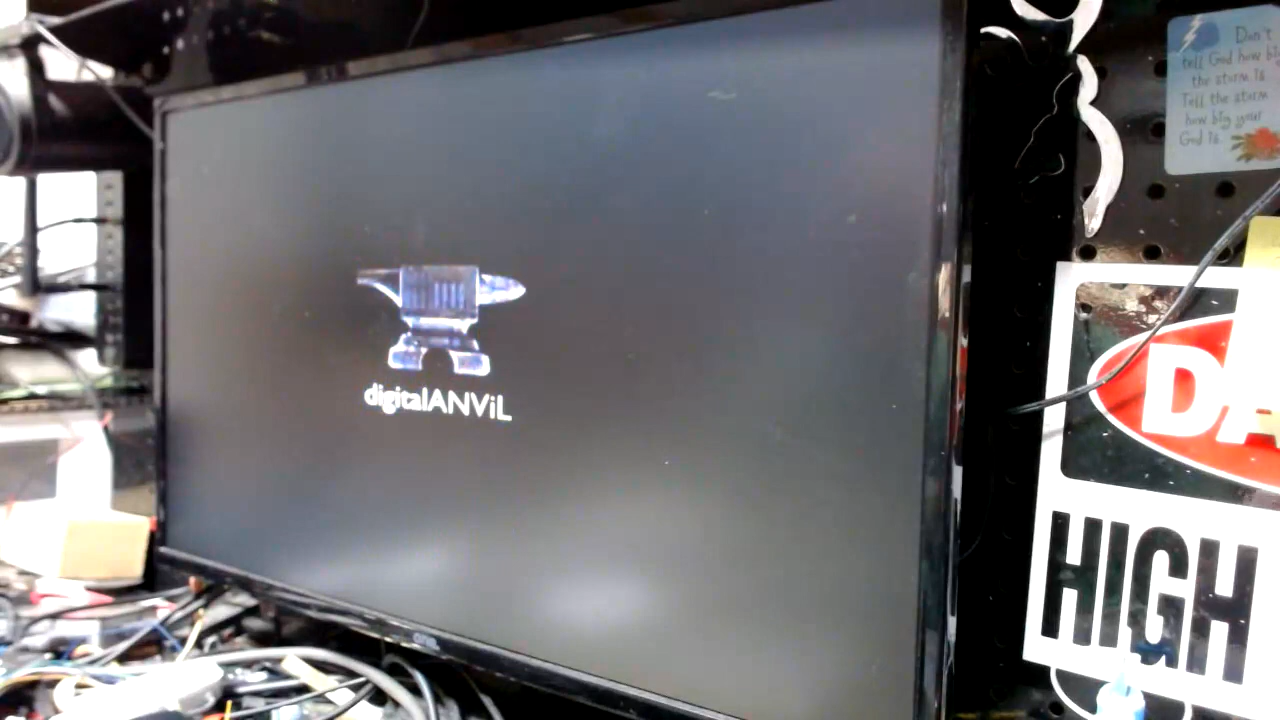 digitalANViL
Don't
tell God how big
the storm is.
Tell the storm
how big your
God is.
DA
HIGH